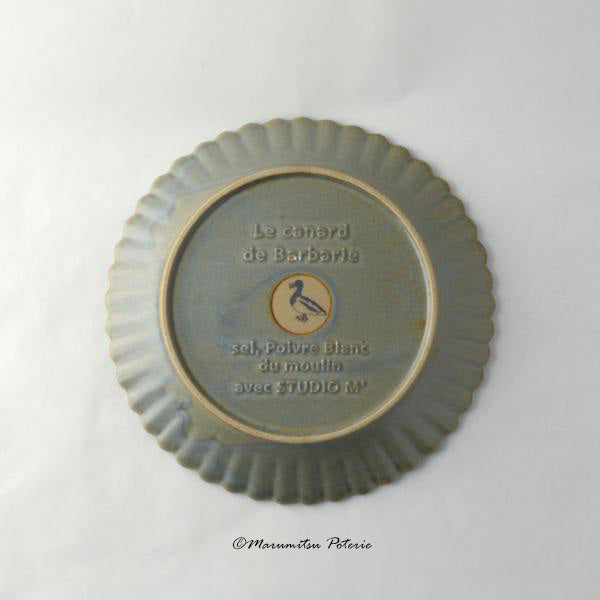 Le canard
de Barbarie
sel, Poivre Blanc
du moulin
avec STUDIO M'
©Marumitsu Poterie